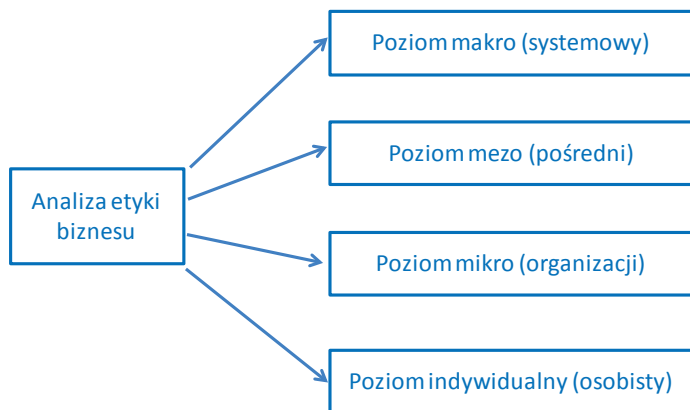 Poziom makro (systemowy)
Poziom mezo (pośredni)
Analiza etyki
biznesu
Poziom mikro (organizacji)
Poziom indywidualny (osobisty)